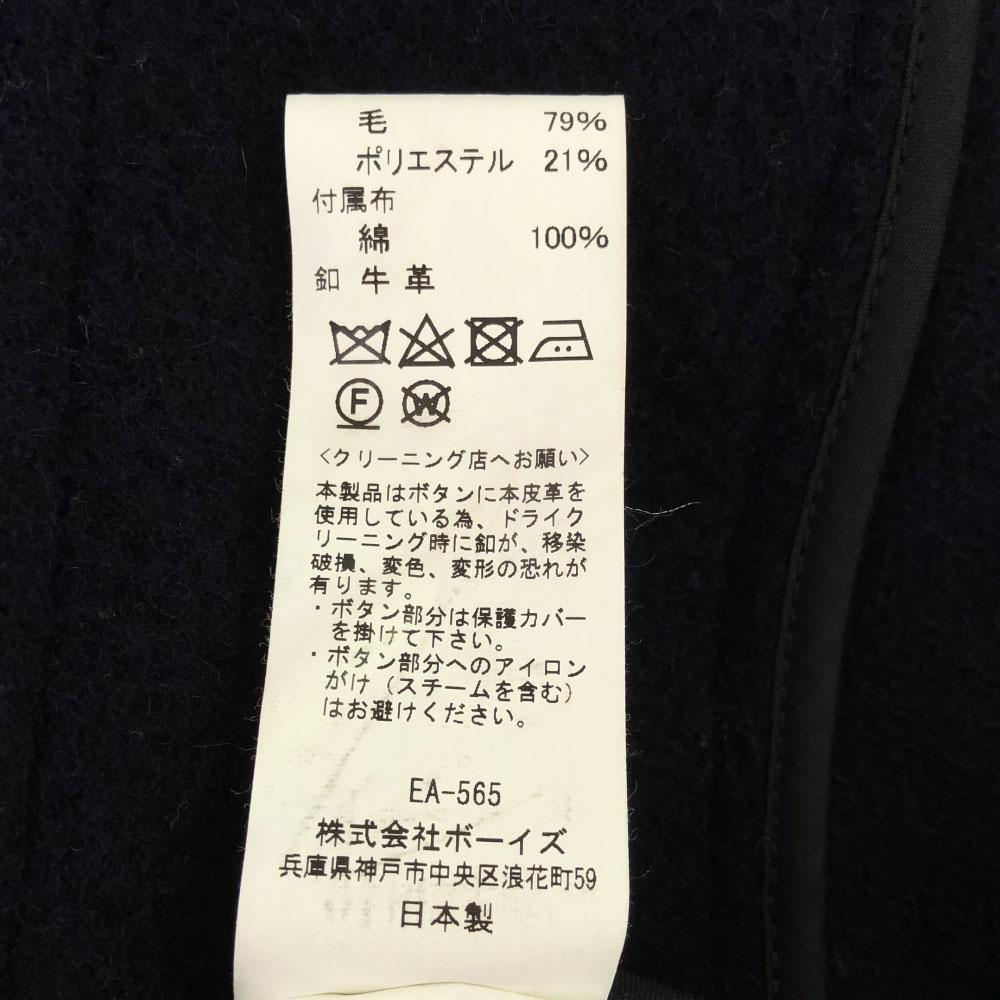 毛 79%
ポリエステル 21%
付属布
綿 100%
釦 牛 革
F W
<クリーニング店へお願い>
本製品はボタンに本皮革を
使用している為、ドライク
リーニング時に釦が、移染
破損、変色、変形の恐れが
有ります。
・ボタン部分は保護カバー
を掛けて下さい。
・ボタン部分へのアイロン
がけ(スチームを含む)
はお避けください。
EA-565
株式会社ボーイズ
兵庫県神戸市中央区浪花町59
日本製